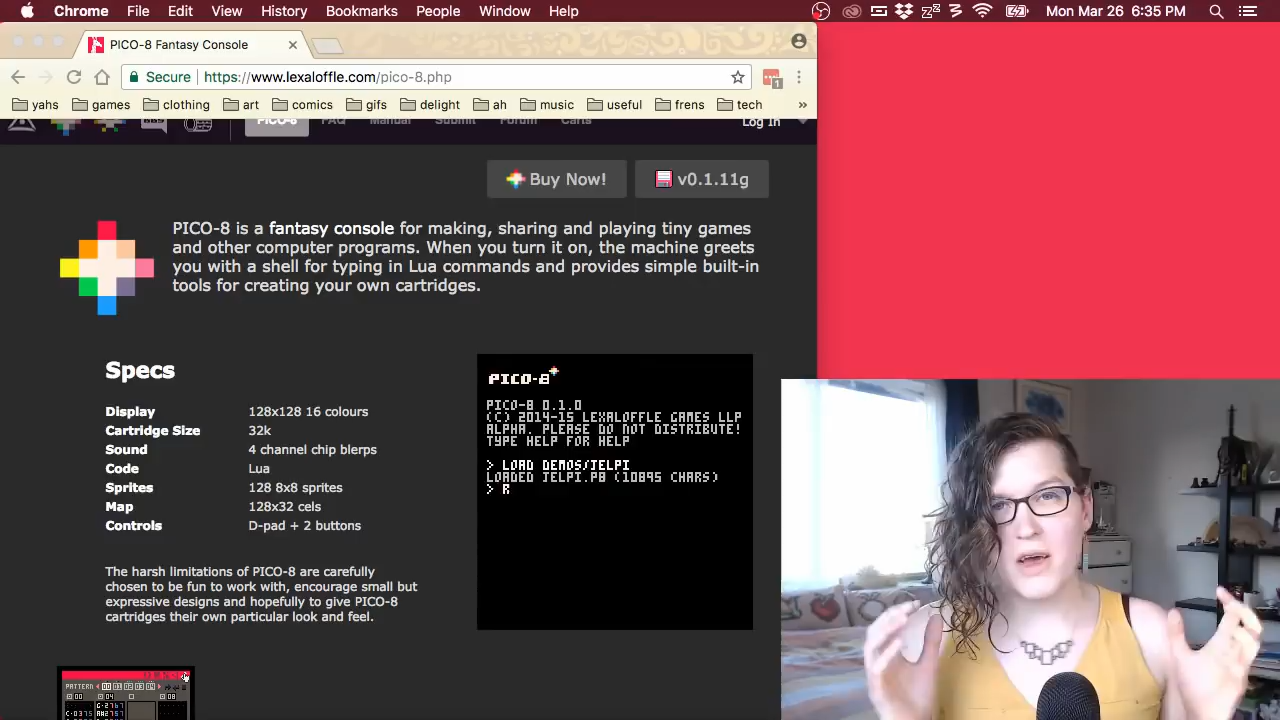 Chrome File Edit View History Bookmarks People Window Help Mon Mar 26 6:35 PM
PICO-8 Fantasy Console
Secure https://www.lexaloffle.com/pico-8.php
1
yahs games clothing art comics gifs delight ah music useful frens tech »
PICO-8 FAQ Manual Submit Forum Carts Log In
Buy Now! v0.1.11g
PICO-8 is a fantasy console for making, sharing and playing tiny games
and other computer programs. When you turn it on, the machine greets
you with a shell for typing in Lua commands and provides simple built-in
tools for creating your own cartridges.
Specs
Display 128x128 16 colours
Cartridge Size 32k
Sound 4 channel chip blerps
Code Lua
Sprites 128 8x8 sprites
Map 128x32 cels
Controls D-pad + 2 buttons
The harsh limitations of PICO-8 are carefully
chosen to be fun to work with, encourage small but
expressive designs and hopefully to give PICO-8
cartridges their own particular look and feel.
PICO-8
PICO-8 0.1.0
(C) 2014-15 LEXALOFFLE GAMES LLP
ALPHA. PLEASE DO NOT DISTRIBUTE!
TYPE HELP FOR HELP
> LOAD DEMOS/JELPI
LOADED JELPI.P8 (10895 CHARS)
> R
PATTERN